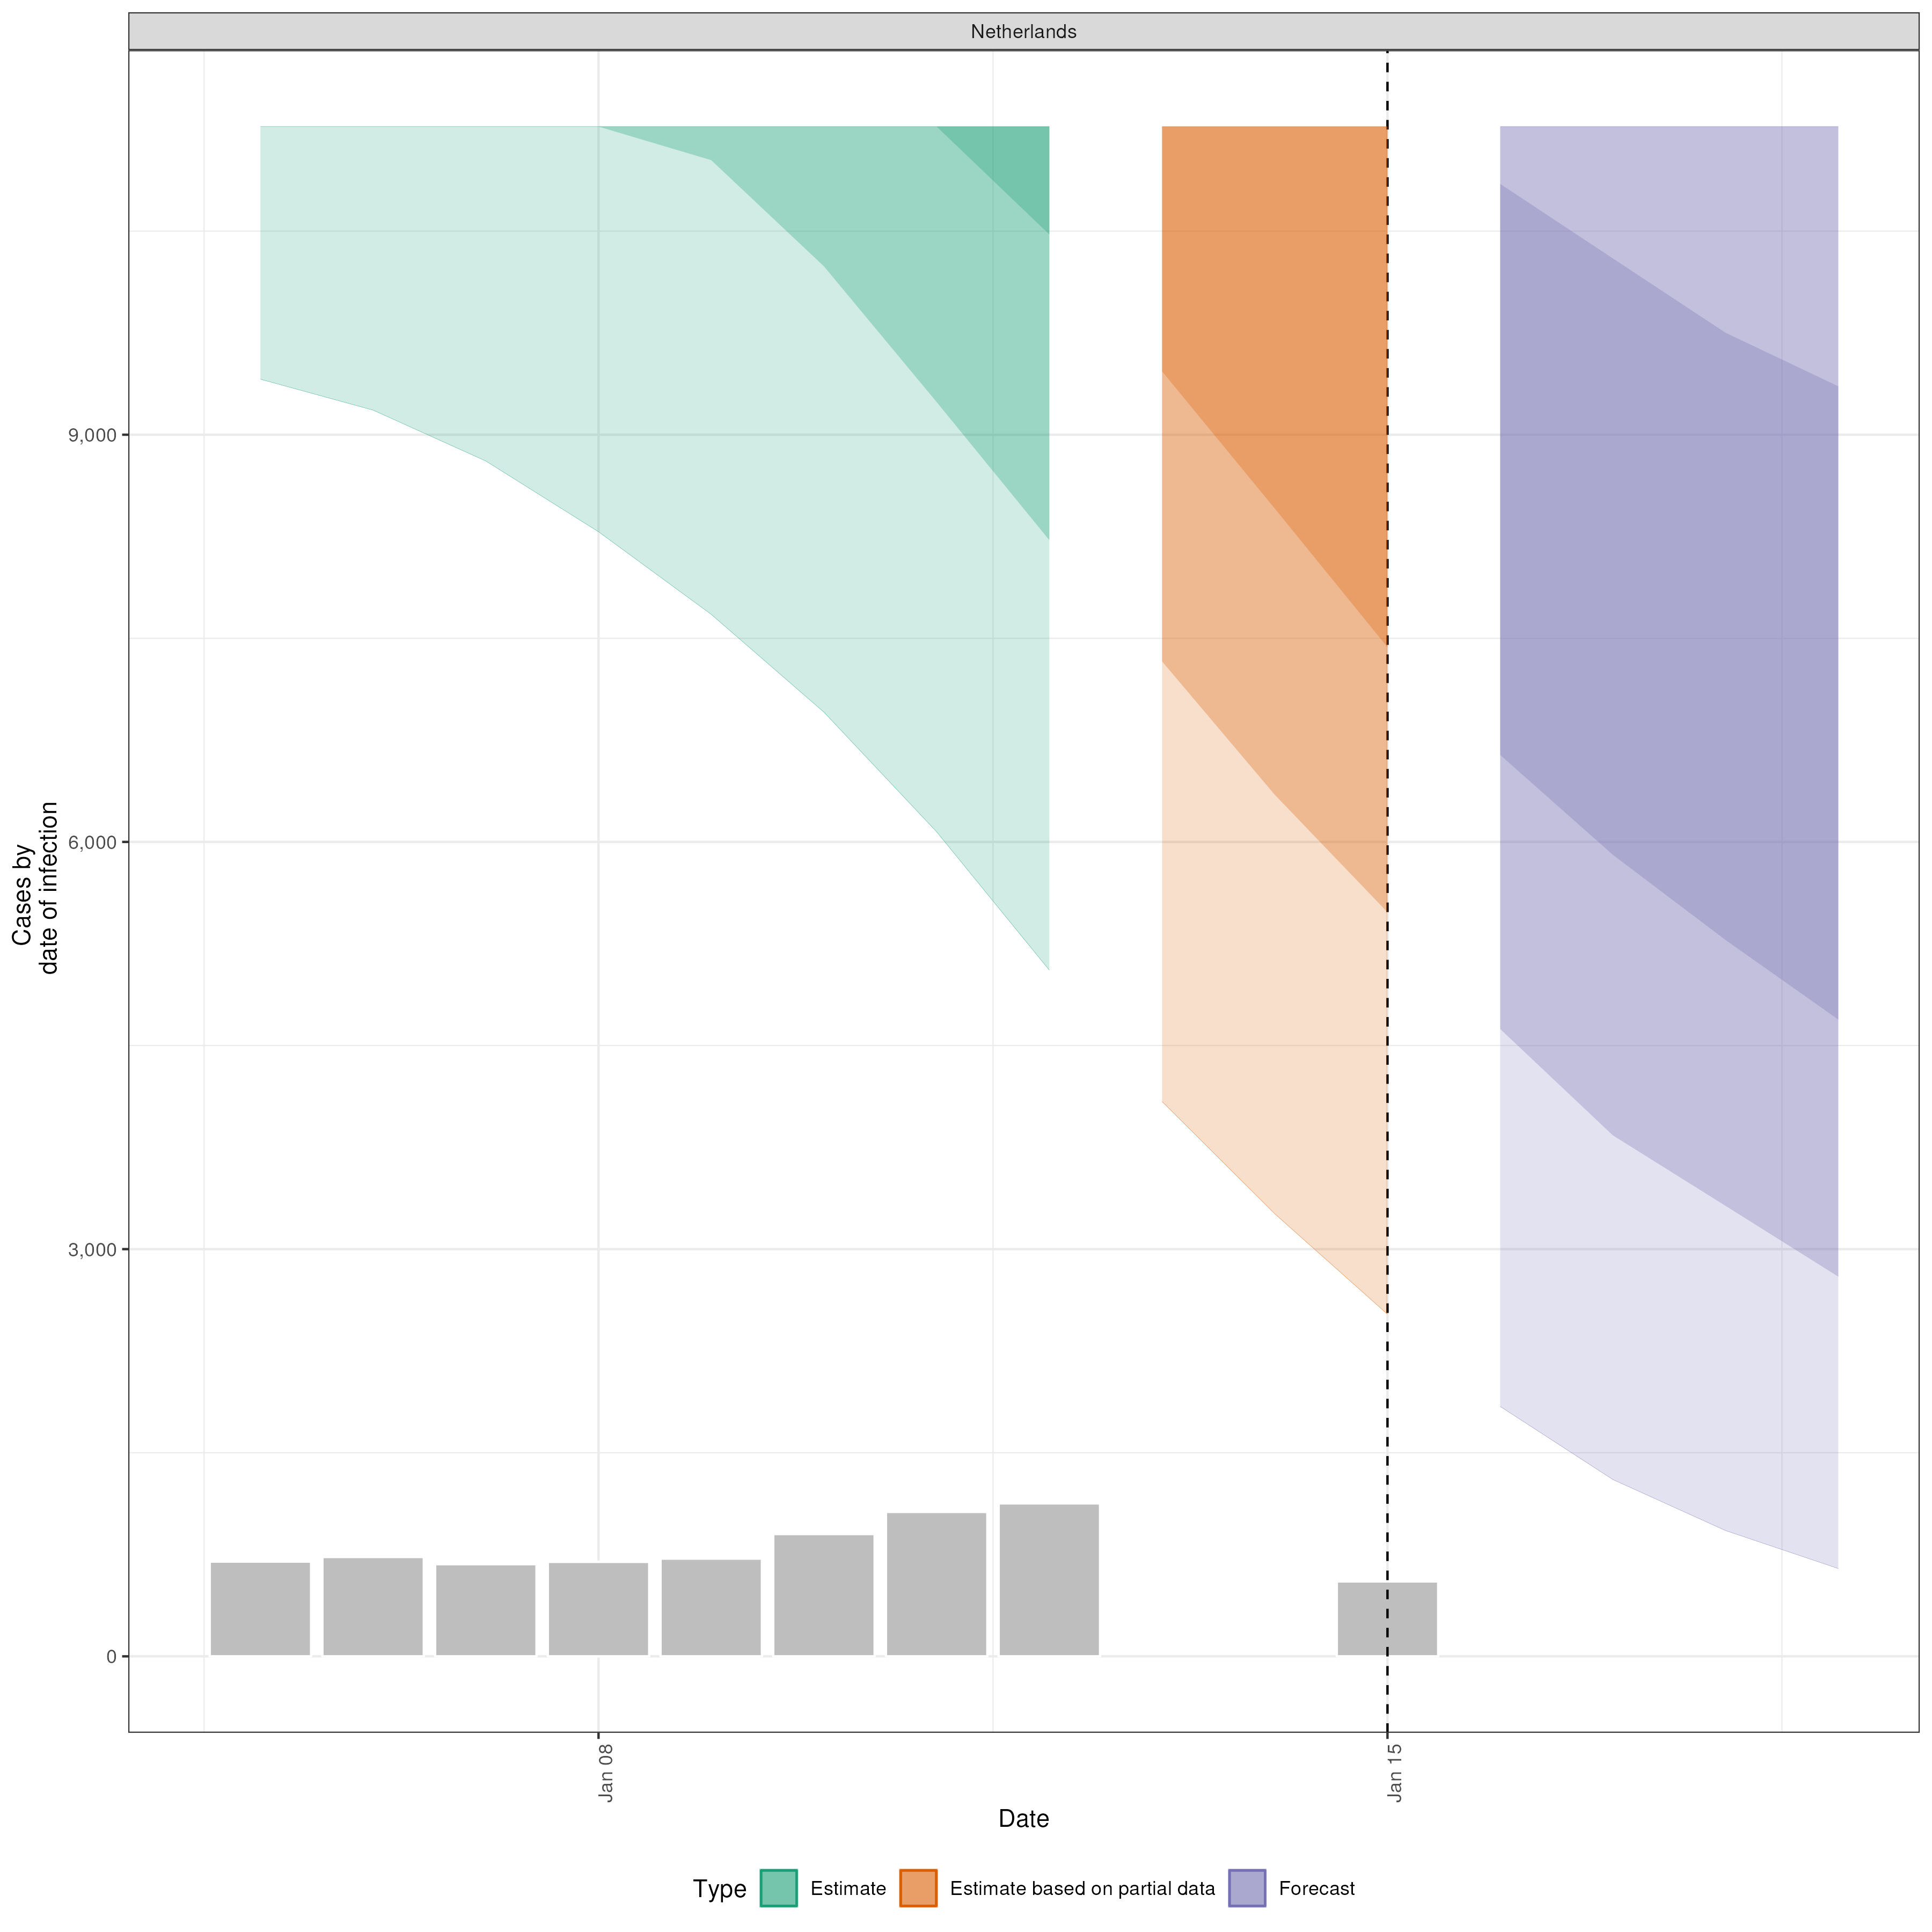 Netherlands
9,000
6,000
3,000
0
Cases by
date of infection
Jan 08
Jan 15
Date
Type
Estimate
Estimate based on partial data
Forecast